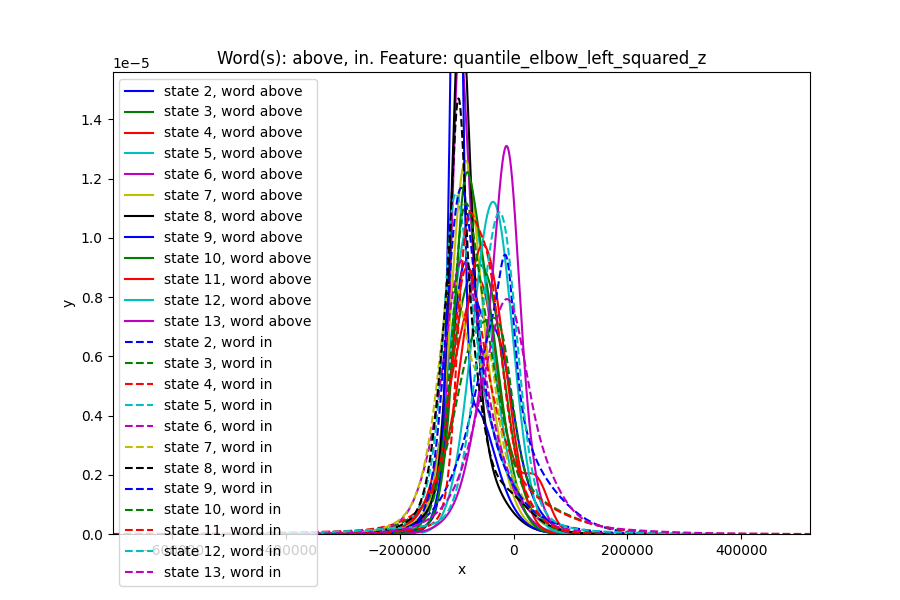 Word(s): above, in. Feature: quantile_elbow_left_squared_z
1e−5
1.4
1.2
1.0
0.8
0.6
0.4
0.2
0.0
y
state 2, word above
state 3, word above
state 4, word above
state 5, word above
state 6, word above
state 7, word above
state 8, word above
state 9, word above
state 10, word above
state 11, word above
state 12, word above
state 13, word above
state 2, word in
state 3, word in
state 4, word in
state 5, word in
state 6, word in
state 7, word in
state 8, word in
state 9, word in
state 10, word in
state 11, word in
state 12, word in
state 13, word in
−600000 −400000 −200000 0 200000 400000
x